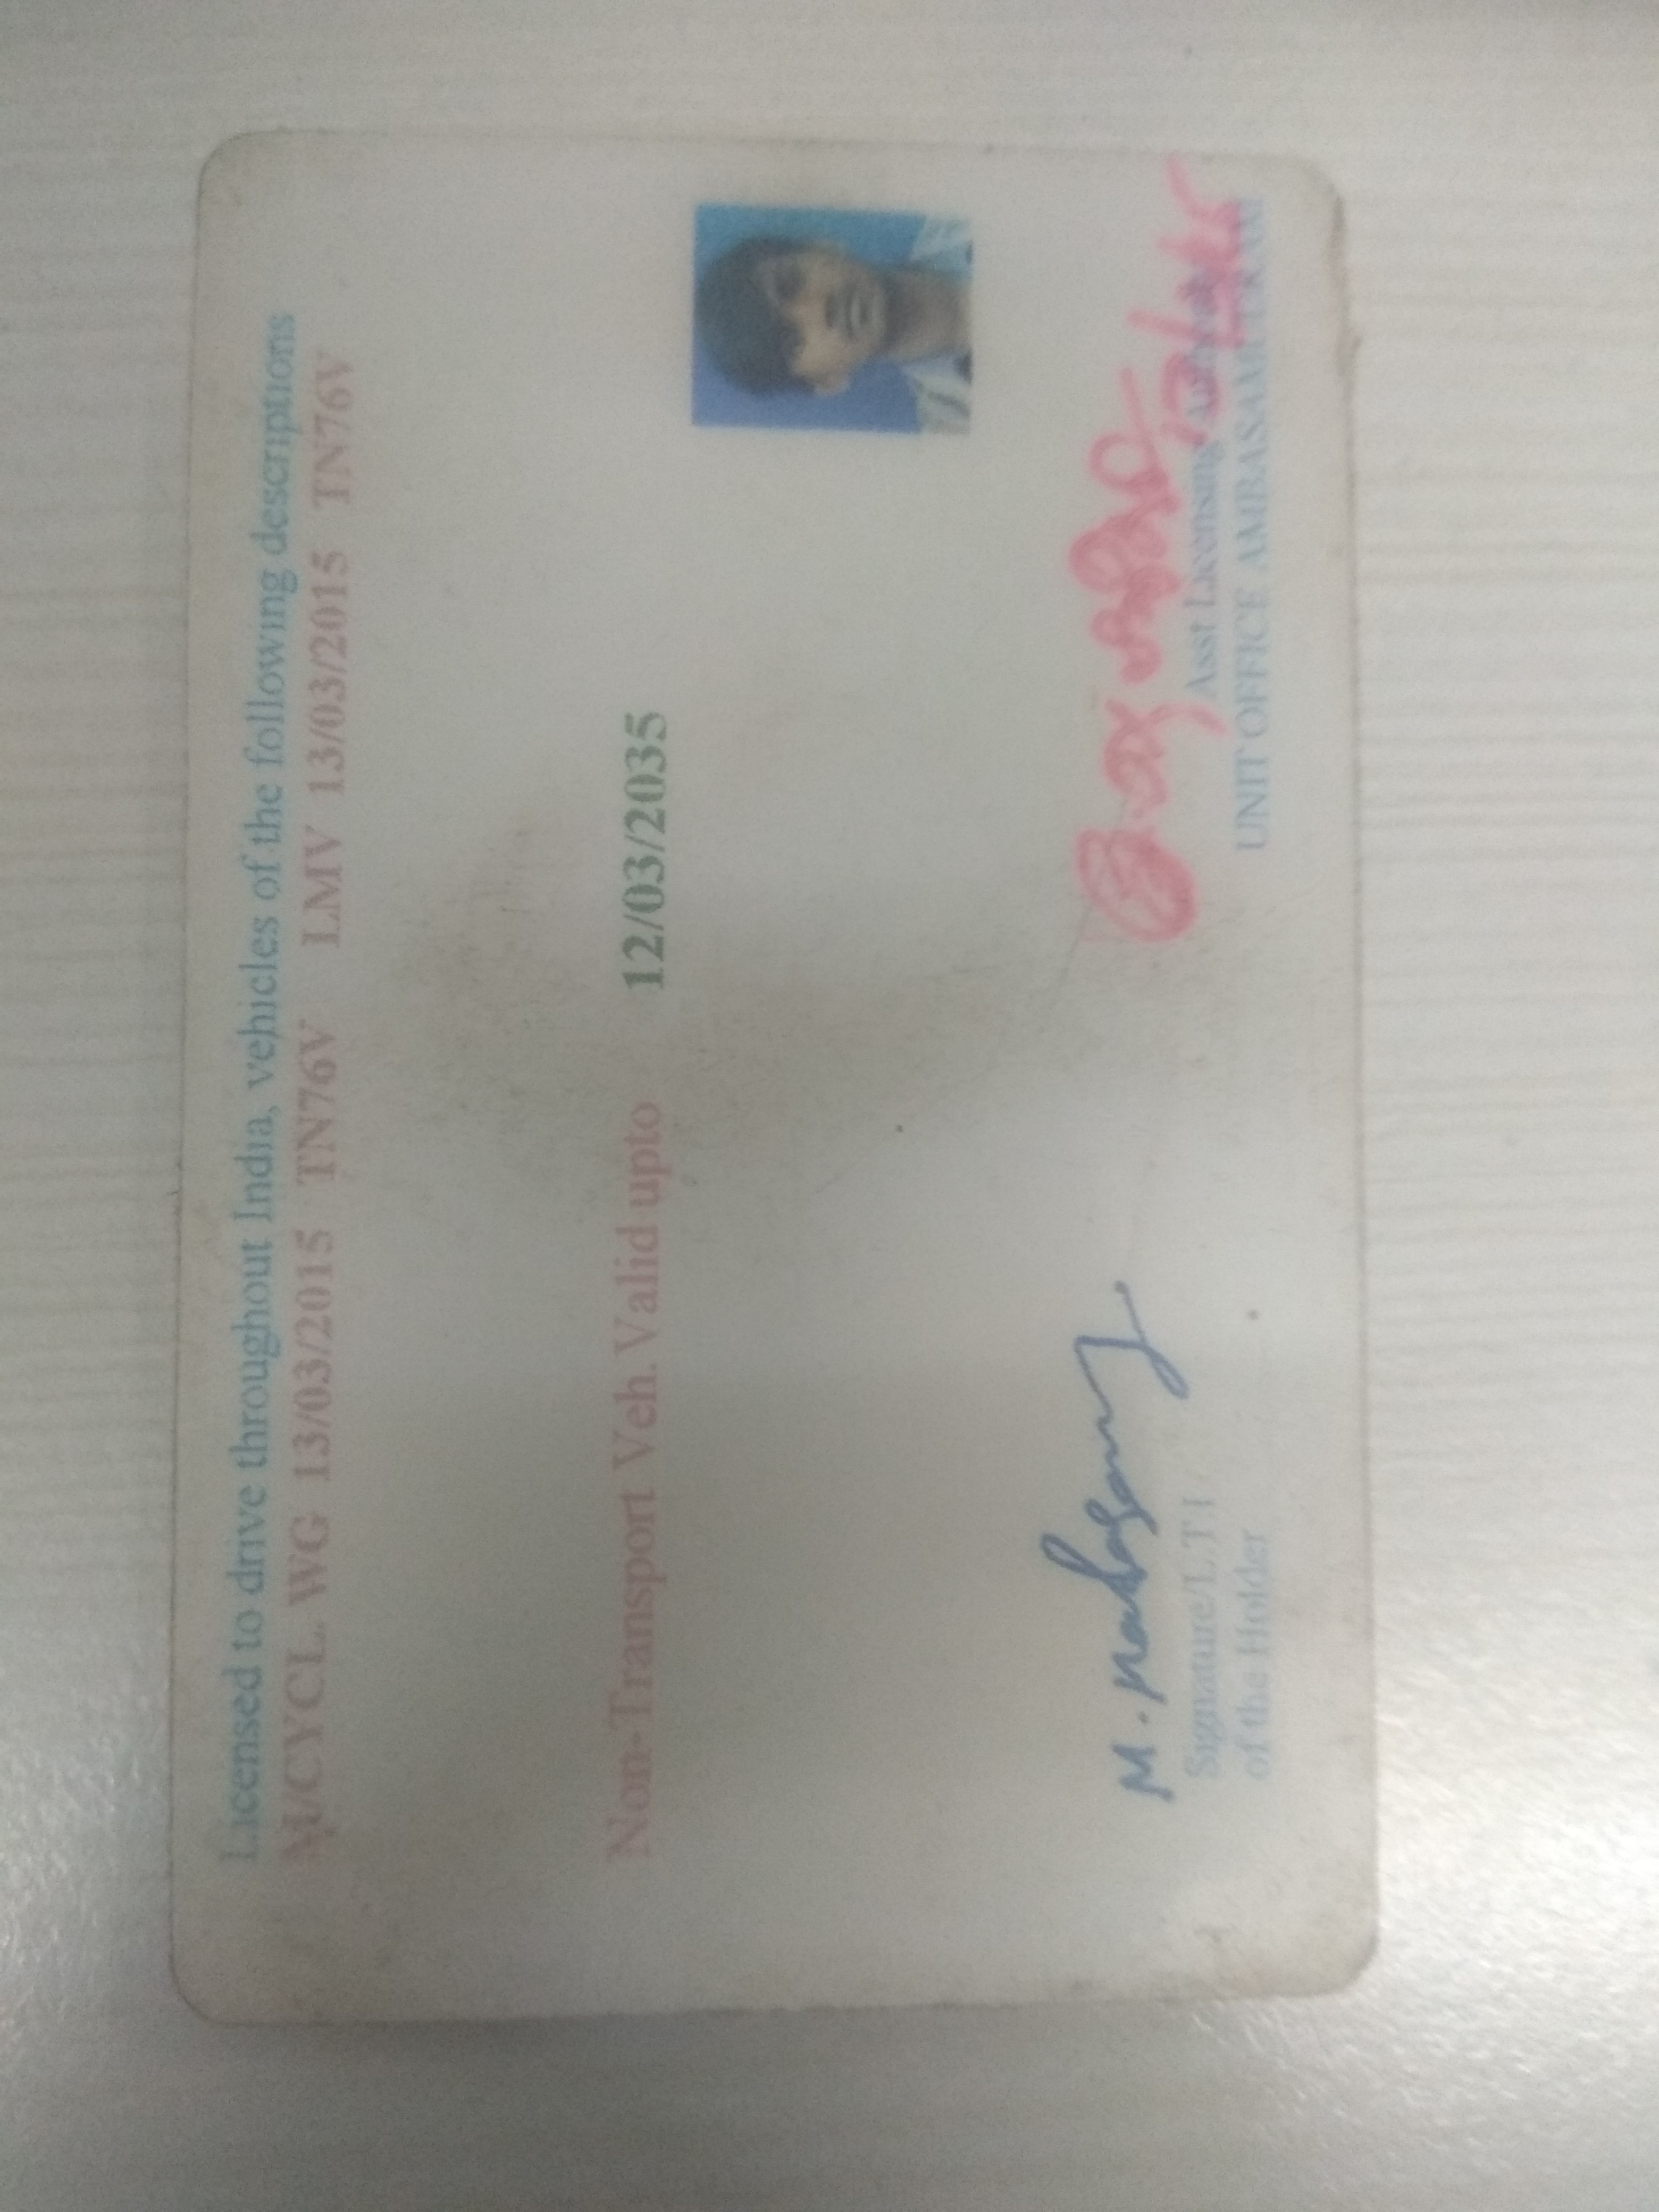 Licensed to drive throughout India, vehicles of the following descriptions
M/CYCL. WG 13/03/2015 TN76V LMV 13/03/2015 TN76V
Non-Transport Veh. Valid upto 12/03/2035
M.
Signature/L.T.I
of the Holder
Asst Licensing Authority
UNIT OFFICE AMBASAMUDRAM